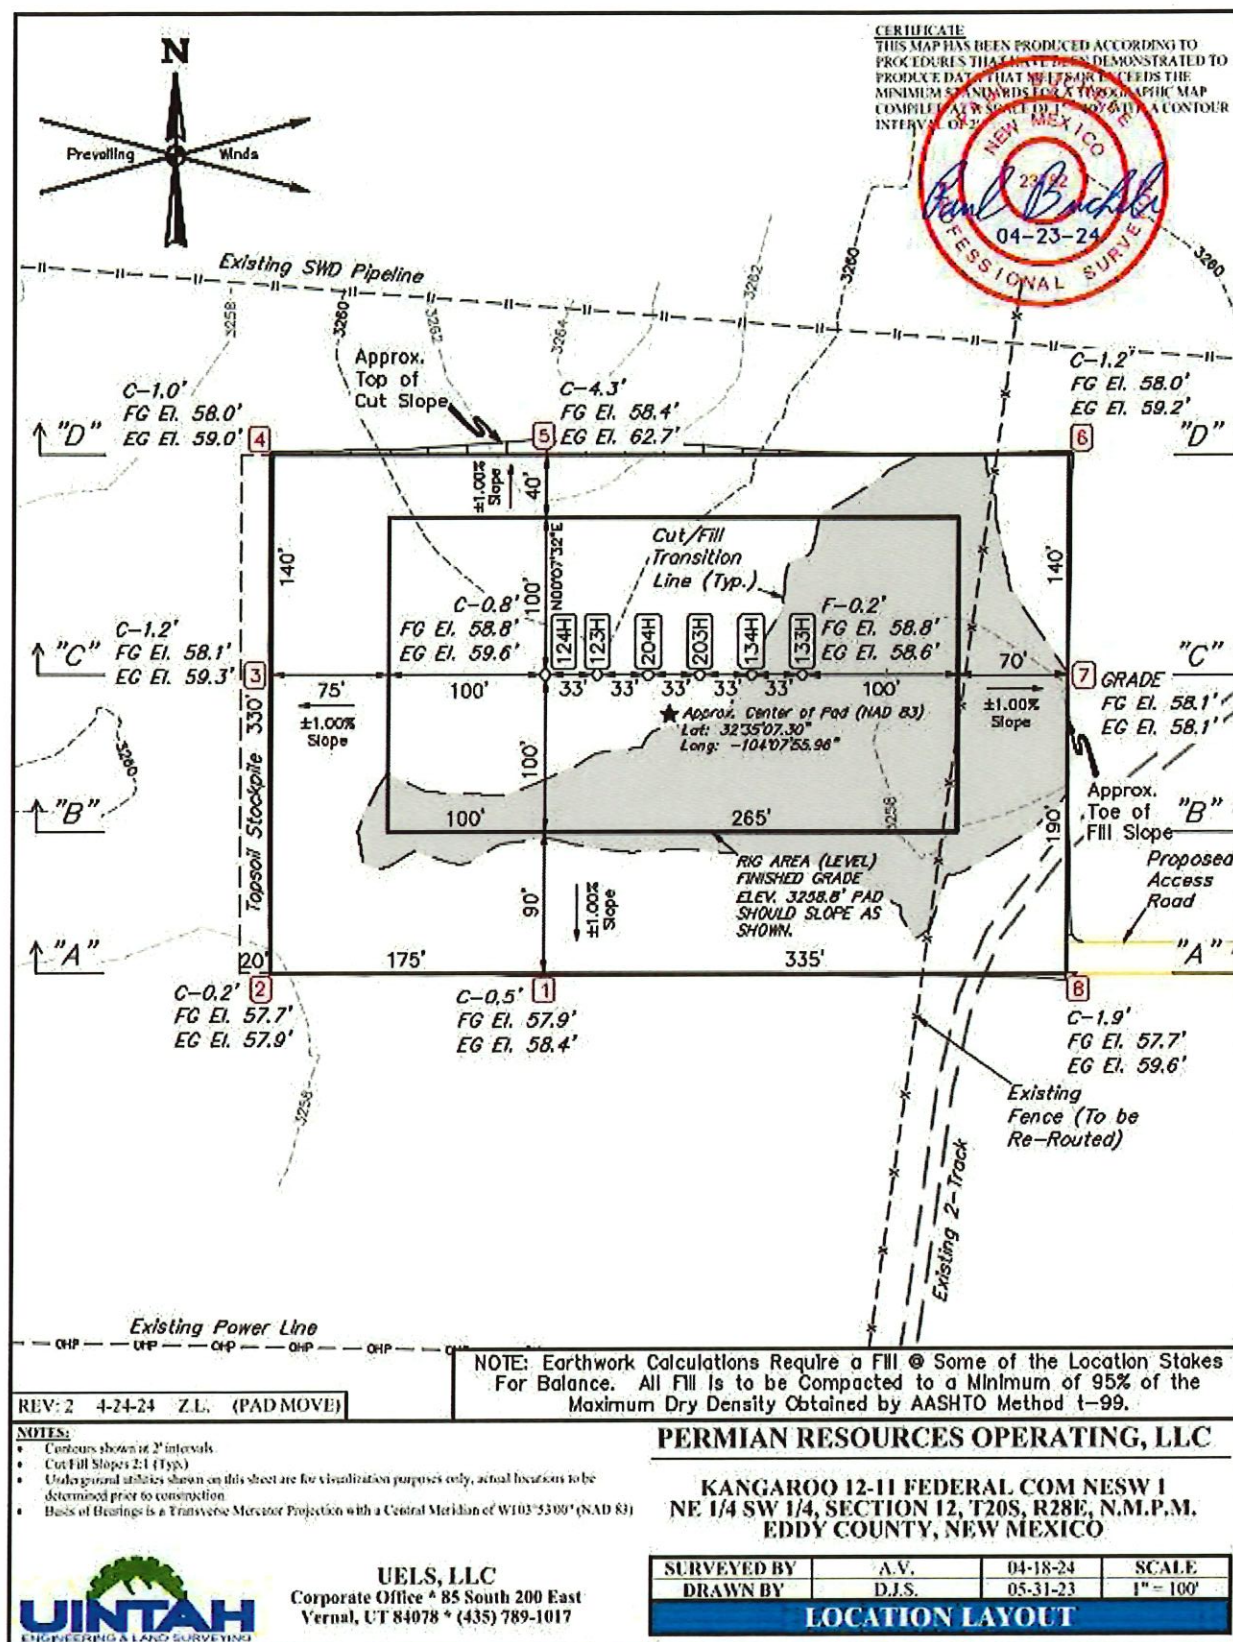 CERTIFICATE
THIS MAP HAS BEEN PRODUCED ACCORDING TO
PROCEDURES THAT HAVE BEEN DEMONSTRATED TO
PRODUCE DATA THAT MEETS OR EXCEEDS THE
MINIMUM STANDARDS FOR A TOPOGRAPHIC MAP
COMPILED AT A SCALE OF WITH A CONTOUR
INTERVAL OF 2'
NEW MEXICO
PROFESSIONAL SURVEYOR
04-23-24
N
Prevailing Winds
Existing SWD Pipeline
3258
3260
3262
3264
3262
3260
3260
Approx.
Top of
Cut Slope
C-1.0'
FG El. 58.0'
EG El. 59.0'
4
C-4.3'
FG El. 58.4'
EG El. 62.7'
5
C-1.2'
FG El. 58.0'
EG El. 59.2'
6
"D"
"D"
±1.00%
Slope
40'
140'
140'
N00°07'32"E
100'
Cut/Fill
Transition
Line (Typ.)
C-0.8'
FG El. 58.8'
EG El. 59.6'
124H
123H
204H
203H
134H
133H
F-0.2'
FG El. 58.8'
EG El. 58.6'
C-1.2'
FG El. 58.1'
EG El. 59.3'
3
"C"
"C"
7
GRADE
FG El. 58.1'
EG El. 58.1'
75'
100'
33'
33'
33'
33'
33'
100'
70'
±1.00%
Slope
±1.00%
Slope
Approx. Center of Pad (NAD 83)
Lat: 32°35'07.30"
Long: -104°07'55.96"
Topsoil Stockpile 330'
3260
100'
3258
Approx.
Toe of
Fill Slope
"B"
"B"
100'
265'
190'
RIG AREA (LEVEL)
FINISHED GRADE
ELEV. 3258.8' PAD
SHOULD SLOPE AS
SHOWN.
Proposed
Access
Road
90'
±1.00%
Slope
"A"
"A"
20'
175'
335'
2
C-0.2'
FG El. 57.7'
EG El. 57.9'
1
C-0.5'
FG El. 57.9'
EG El. 58.4'
8
C-1.9'
FG El. 57.7'
EG El. 59.6'
3258
Existing
Fence (To be
Re-Routed)
Existing 2-Track
Existing Power Line
OHP OHP OHP OHP OHP
NOTE: Earthwork Calculations Require a Fill @ Some of the Location Stakes
For Balance. All Fill is to be Compacted to a Minimum of 95% of the
Maximum Dry Density Obtained by AASHTO Method t-99.
REV: 2 4-24-24 Z.L. (PAD MOVE)
NOTES:
• Contours shown at 2' intervals
• Cut/Fill Slopes 2:1 (Typ.)
• Underground utilities shown on this sheet are for visualization purposes only, actual locations to be
determined prior to construction
• Basis of Bearings is a Transverse Mercator Projection with a Central Meridian of W103°53'00" (NAD 83)
PERMIAN RESOURCES OPERATING, LLC
KANGAROO 12-11 FEDERAL COM NESW 1
NE 1/4 SW 1/4, SECTION 12, T20S, R28E, N.M.P.M.
EDDY COUNTY, NEW MEXICO
SURVEYED BY A.V. 04-18-24 SCALE
DRAWN BY D.J.S. 05-31-23 1" = 100'
LOCATION LAYOUT
UINTAH
ENGINEERING & LAND SURVEYING
UELS, LLC
Corporate Office * 85 South 200 East
Vernal, UT 84078 * (435) 789-1017